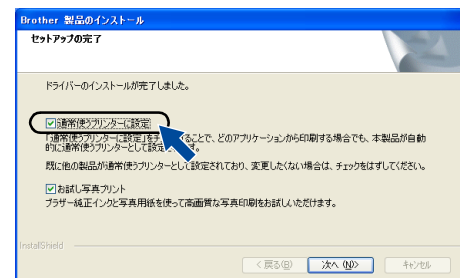 Brother 製品のインストール
セットアップの完了
ドライバーのインストールが完了しました。
通常使うプリンターに設定
「通常使うプリンターに設定」をチ ることで、どのアプリケーションから印刷する場合でも、本製品が自動
的に通常使うプリンターとして設定 す。
既に他の製品が通常使うプリンターとして設定されており、変更したくない場合は、チェックをはずしてください。
お試し写真プリント
ブラザー純正インクと写真用紙を使って高画質な写真印刷をお試しいただけます。
InstallShield
< 戻る(B)
次へ (N)>
キャンセル